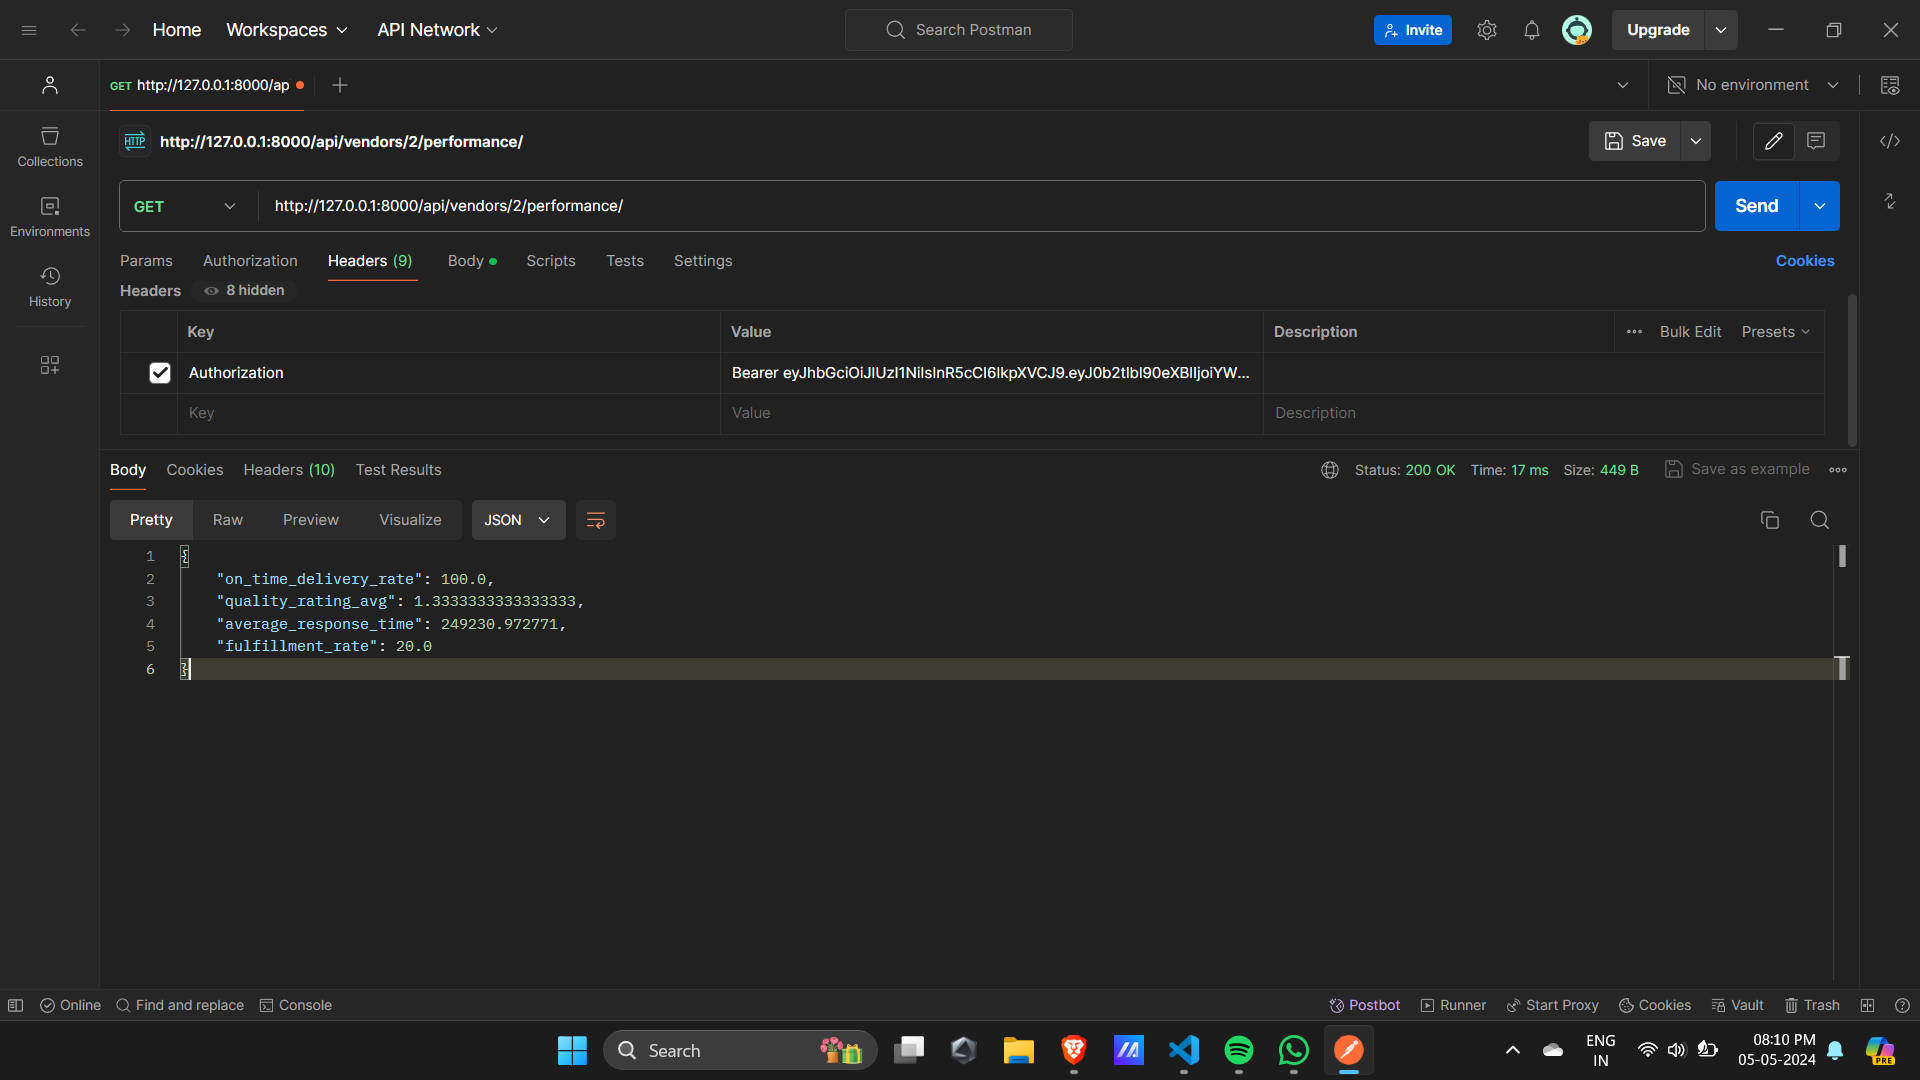 Home
Workspaces
API Network
Search Postman
Invite
Upgrade
GET http://127.0.0.1:8000/ap
No environment
HTTP http://127.0.0.1:8000/api/vendors/2/performance/
Save
Collections
Environments
History
GET http://127.0.0.1:8000/api/vendors/2/performance/
Send
Params Authorization Headers (9) Body Scripts Tests Settings
Cookies
Headers 8 hidden
Key Value Description ••• Bulk Edit Presets
Authorization Bearer eyJhbGciOiJIUzI1NiIsInR5cCI6IkpXVCJ9.eyJ0b2tlbl90eXBlIjoiYW...
Key Value Description
Body Cookies Headers (10) Test Results
Status: 200 OK Time: 17 ms Size: 449 B Save as example
Pretty Raw Preview Visualize JSON
1 {
2 "on_time_delivery_rate": 100.0,
3 "quality_rating_avg": 1.3333333333333333,
4 "average_response_time": 249230.972771,
5 "fulfillment_rate": 20.0
6 }
Online Find and replace Console
Postbot Runner Start Proxy Cookies Vault Trash
Search
ENG
IN
08:10 PM
05-05-2024
PRE